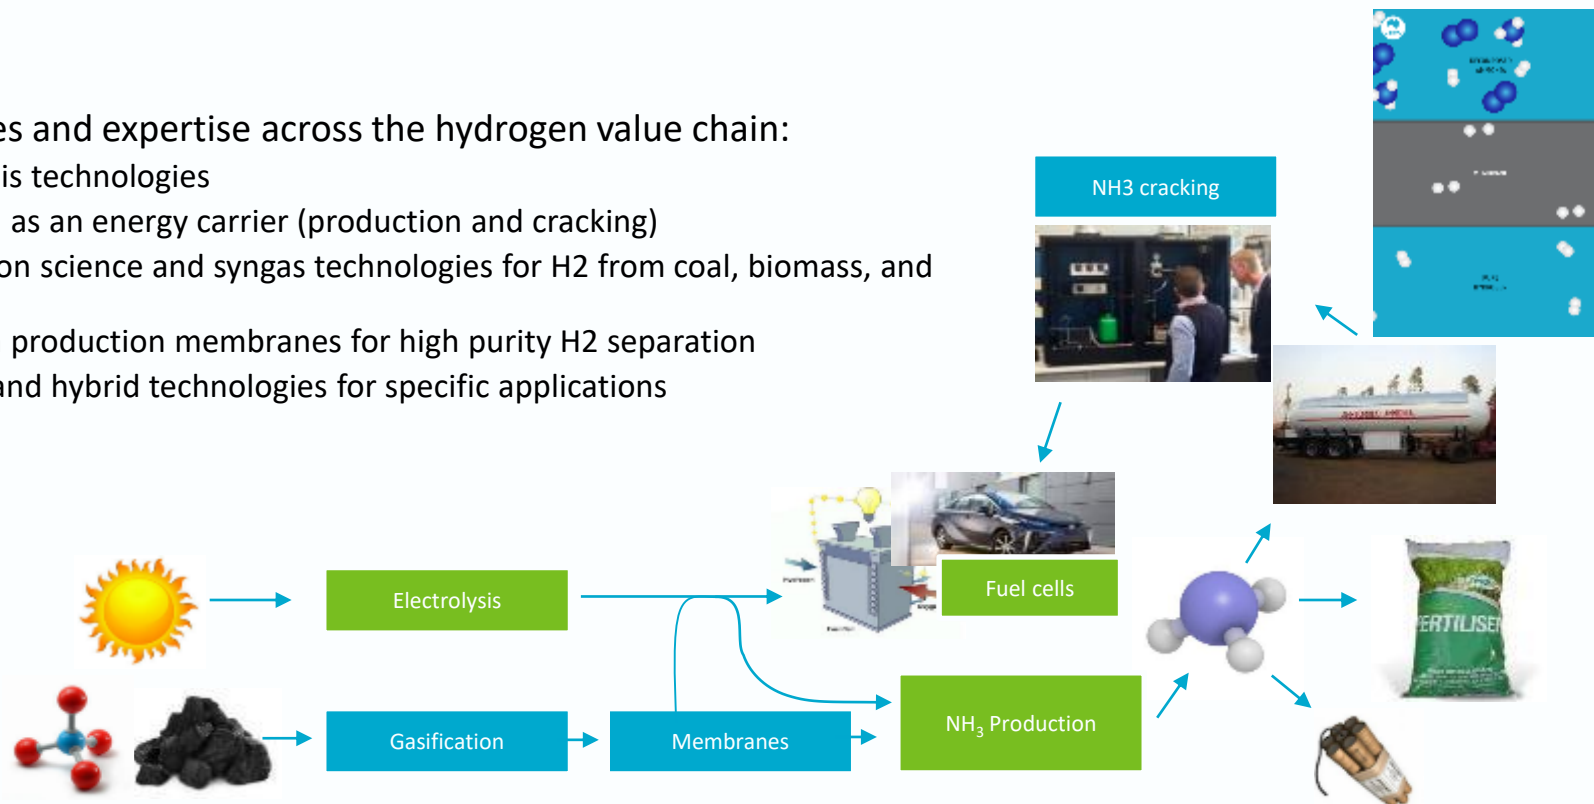 es and expertise across the hydrogen value chain:
is technologies
as an energy carrier (production and cracking)
on science and syngas technologies for H2 from coal, biomass, and
production membranes for high purity H2 separation
and hybrid technologies for specific applications
NH3 cracking
Fuel cells
Electrolysis
FERTILISER
NH₃ Production
Gasification
Membranes